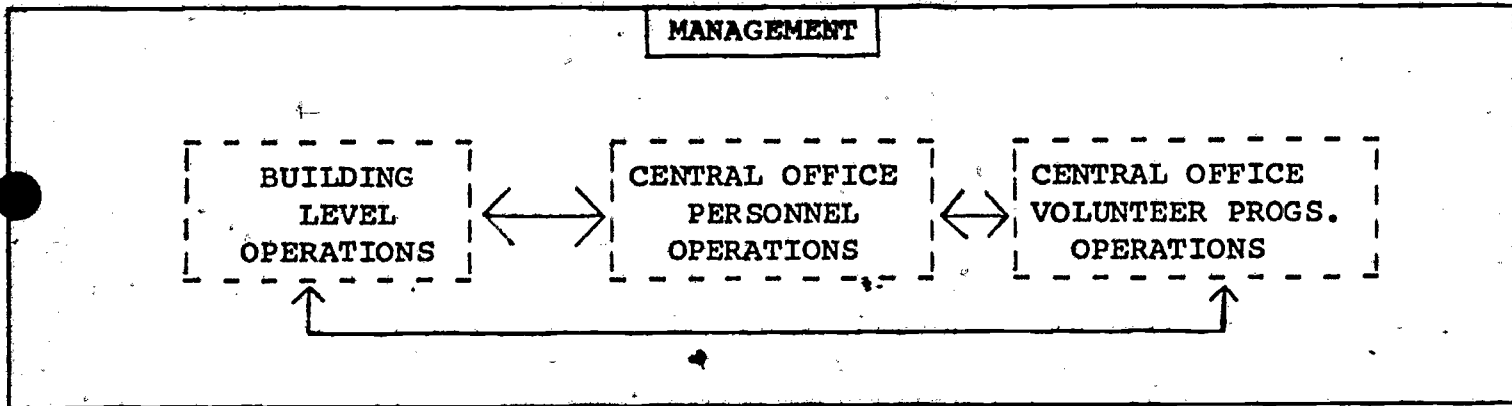 MANAGEMENT
BUILDING
LEVEL
OPERATIONS
CENTRAL OFFICE
PERSONNEL
OPERATIONS
CENTRAL OFFICE
VOLUNTEER PROGS.
OPERATIONS